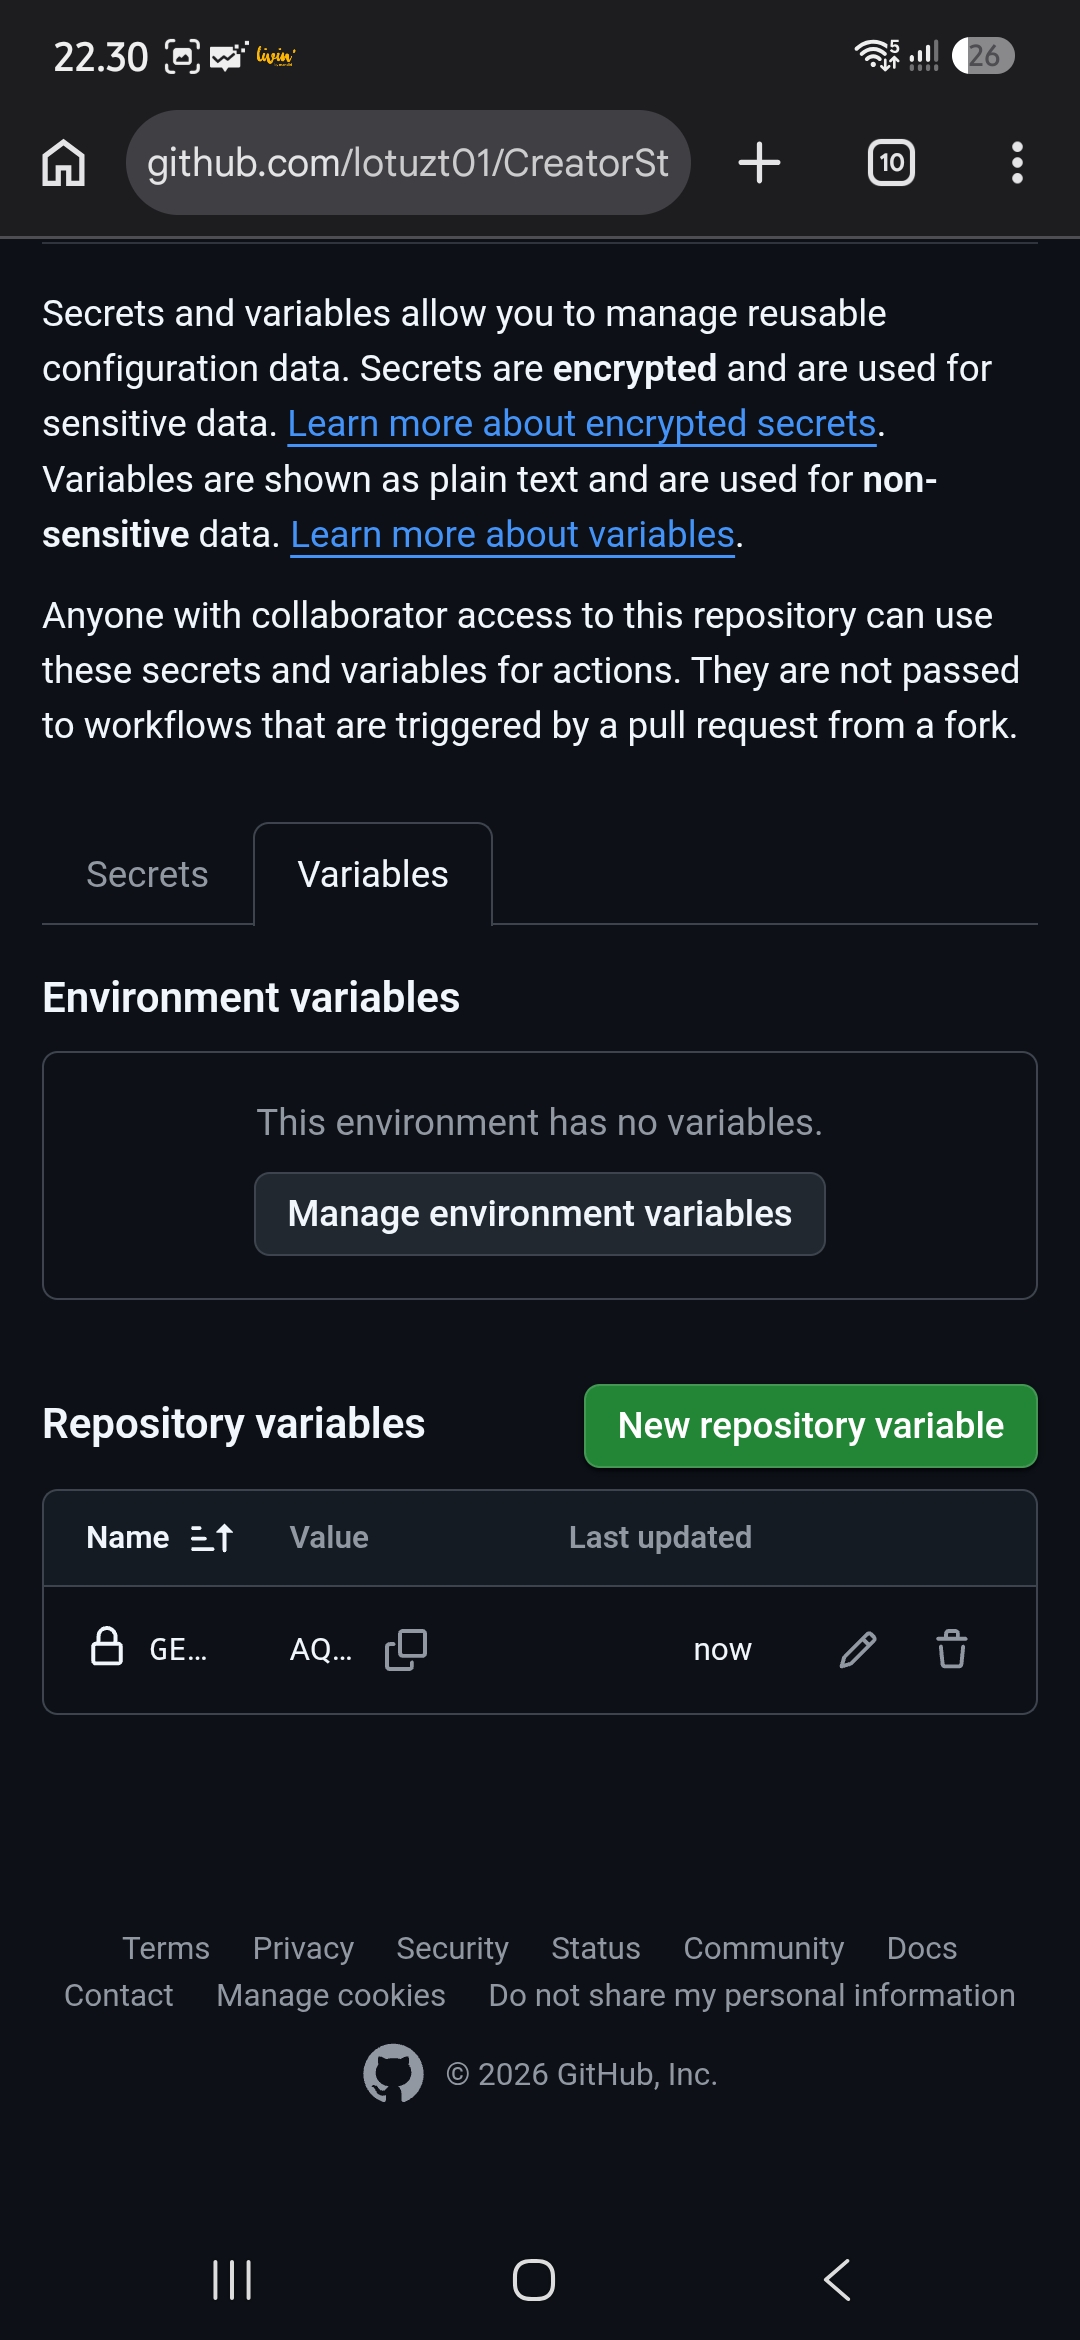 22.30
livin'
5
26
github.com/lotuzt01/CreatorSt
10
Secrets and variables allow you to manage reusable
configuration data. Secrets are encrypted and are used for
sensitive data. Learn more about encrypted secrets.
Variables are shown as plain text and are used for non-
sensitive data. Learn more about variables.
Anyone with collaborator access to this repository can use
these secrets and variables for actions. They are not passed
to workflows that are triggered by a pull request from a fork.
Secrets
Variables
Environment variables
This environment has no variables.
Manage environment variables
Repository variables
New repository variable
Name Value Last updated
GE... AQ... now
Terms Privacy Security Status Community Docs
Contact Manage cookies Do not share my personal information
© 2026 GitHub, Inc.